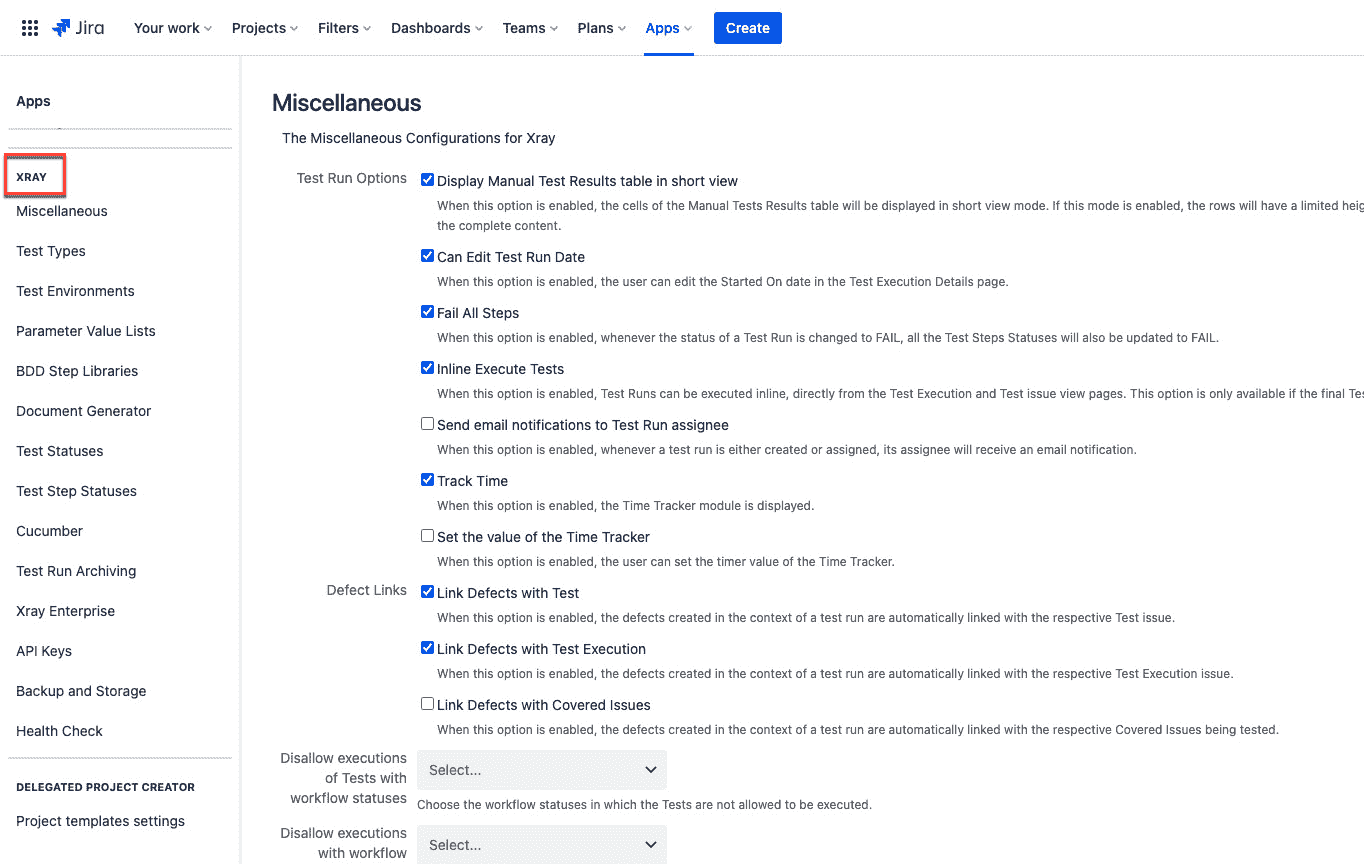 Jira Your work Projects Filters Dashboards Teams Plans Apps Create
Apps
XRAY
Miscellaneous
Test Types
Test Environments
Parameter Value Lists
BDD Step Libraries
Document Generator
Test Statuses
Test Step Statuses
Cucumber
Test Run Archiving
Xray Enterprise
API Keys
Backup and Storage
Health Check
DELEGATED PROJECT CREATOR
Project templates settings
Miscellaneous
The Miscellaneous Configurations for Xray
Test Run Options
Display Manual Test Results table in short view
When this option is enabled, the cells of the Manual Tests Results table will be displayed in short view mode. If this mode is enabled, the rows will have a limited
the complete content.
Can Edit Test Run Date
When this option is enabled, the user can edit the Started On date in the Test Execution Details page.
Fail All Steps
When this option is enabled, whenever the status of a Test Run is changed to FAIL, all the Test Steps Statuses will also be updated to FAIL.
Inline Execute Tests
When this option is enabled, Test Runs can be executed inline, directly from the Test Execution and Test issue view pages. This option is only available if the final
Send email notifications to Test Run assignee
When this option is enabled, whenever a test run is either created or assigned, its assignee will receive an email notification.
Track Time
When this option is enabled, the Time Tracker module is displayed.
Set the value of the Time Tracker
When this option is enabled, the user can set the timer value of the Time Tracker.
Defect Links
Link Defects with Test
When this option is enabled, the defects created in the context of a test run are automatically linked with the respective Test issue.
Link Defects with Test Execution
When this option is enabled, the defects created in the context of a test run are automatically linked with the respective Test Execution issue.
Link Defects with Covered Issues
When this option is enabled, the defects created in the context of a test run are automatically linked with the respective Covered Issues being tested.
Disallow executions
of Tests with
workflow statuses
Select...
Choose the workflow statuses in which the Tests are not allowed to be executed.
Disallow executions
with workflow
Select...